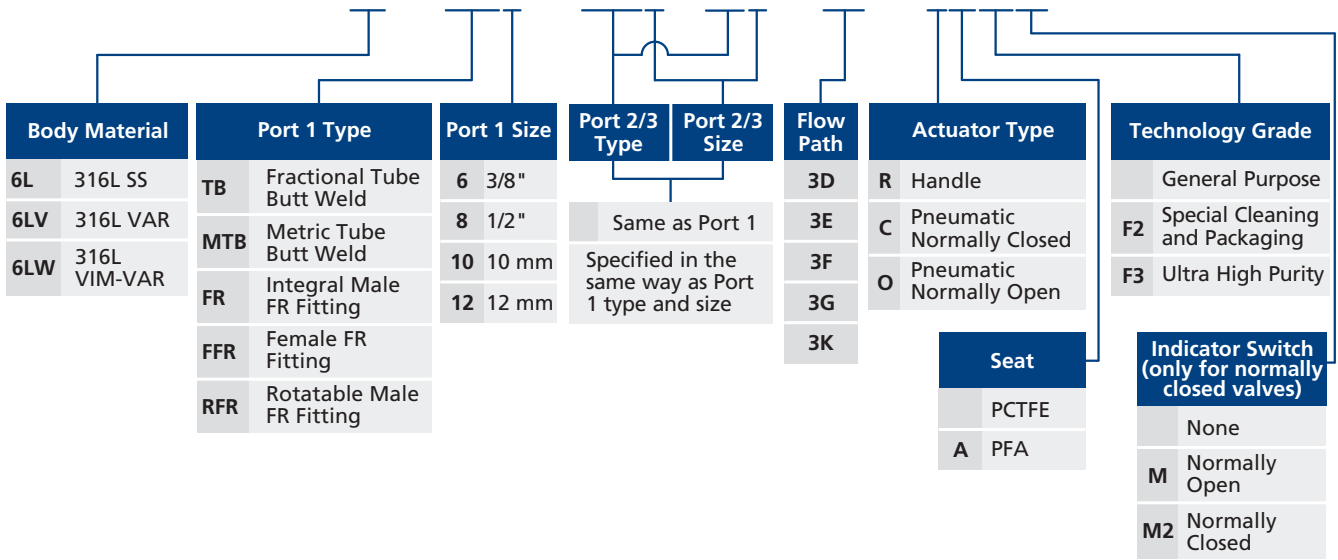 Body Material
6L 316L SS
6LV 316L VAR
6LW 316L
VIM-VAR
Port 1 Type
TB Fractional Tube
Butt Weld
MTB Metric Tube
Butt Weld
FR Integral Male
FR Fitting
FFR Female FR
Fitting
RFR Rotatable Male
FR Fitting
Port 1 Size
6 3/8"
8 1/2"
10 10 mm
12 12 mm
Port 2/3
Type
Port 2/3
Size
Same as Port 1
Specified in the
same way as Port
1 type and size
Flow
Path
3D
3E
3F
3G
3K
Actuator Type
R Handle
C Pneumatic
Normally Closed
O Pneumatic
Normally Open
Seat
PCTFE
A PFA
Technology Grade
General Purpose
F2 Special Cleaning
and Packaging
F3 Ultra High Purity
Indicator Switch
(only for normally
closed valves)
None
M Normally
Open
M2 Normally
Closed